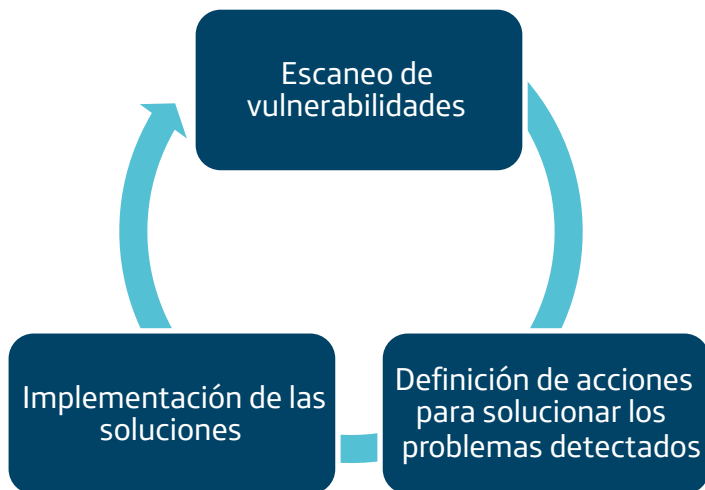 Escaneo de
vulnerabilidades
Definición de acciones
para solucionar los
problemas detectados
Implementación de las
soluciones